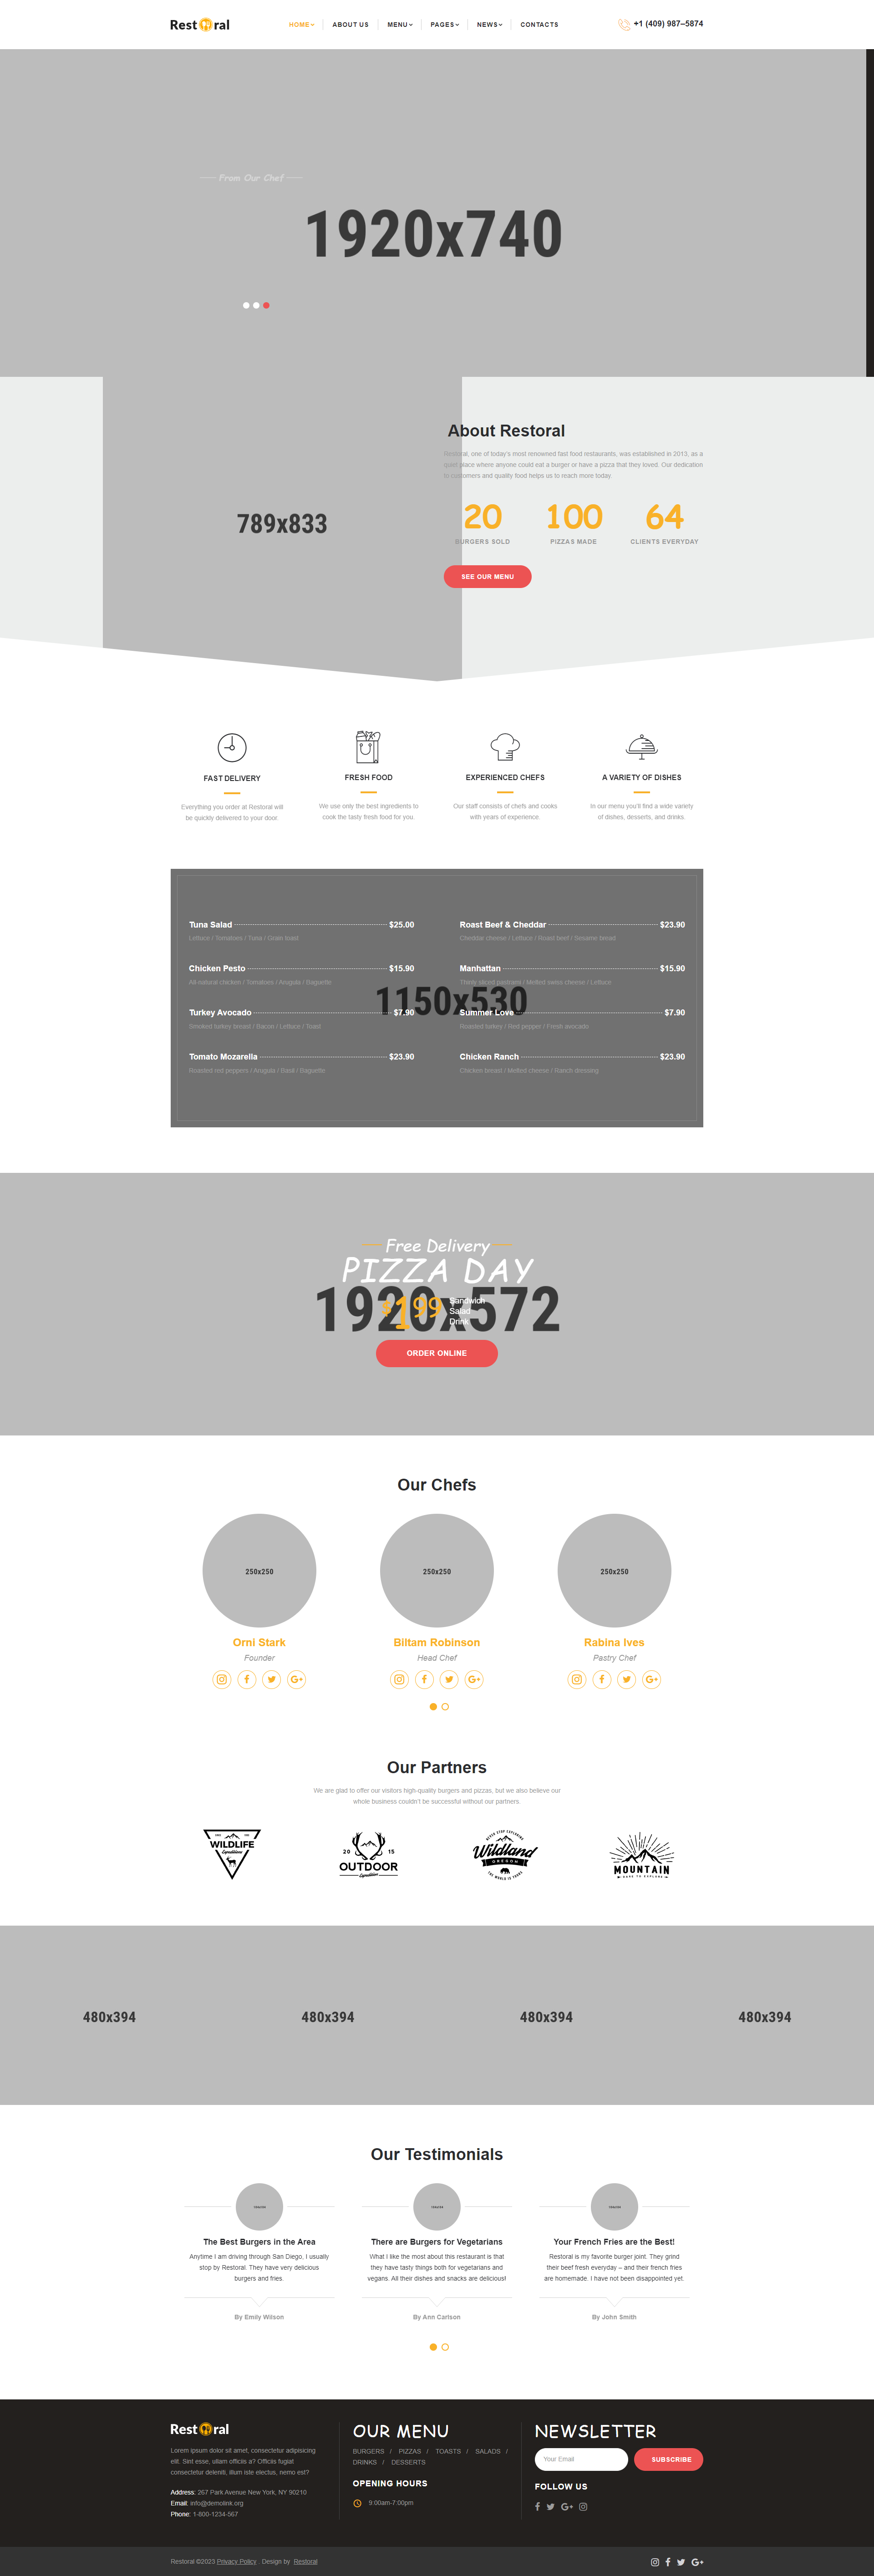 Restoral
HOME
ABOUT US
MENU
PAGES
NEWS
CONTACTS
+1 (409) 987–5874
From Our Chef
1920x740
789x833
About Restoral
Restoral, one of today's most renowned fast food restaurants, was established in 2013, as a
quiet place where anyone could eat a burger or have a pizza that they loved. Our dedication
to customers and quality food helps us to reach more today.
20
BURGERS SOLD
100
PIZZAS MADE
64
CLIENTS EVERYDAY
SEE OUR MENU
FAST DELIVERY
Everything you order at Restoral will
be quickly delivered to your door.
FRESH FOOD
We use only the best ingredients to
cook the tasty fresh food for you.
EXPERIENCED CHEFS
Our staff consists of chefs and cooks
with years of experience.
A VARIETY OF DISHES
In our menu you'll find a wide variety
of dishes, desserts, and drinks.
Tuna Salad $25.00
Lettuce / Tomatoes / Tuna / Grain toast
Chicken Pesto $15.90
All-natural chicken / Tomatoes / Arugula / Baguette
Turkey Avocado $7.90
Smoked turkey breast / Bacon / Lettuce / Toast
Tomato Mozarella $23.90
Roasted red peppers / Arugula / Basil / Baguette
1150x530
Roast Beef & Cheddar $23.90
Cheddar cheese / Lettuce / Roast beef / Sesame bread
Manhattan $15.90
Thinly sliced pastrami / Melted swiss cheese / Lettuce
Summer Love $7.90
Roasted turkey / Red pepper / Fresh avocado
Chicken Ranch $23.90
Chicken breast / Melted cheese / Ranch dressing
Free Delivery
PIZZA DAY
1920x572
$199
Sandwich
Salad
Drink
ORDER ONLINE
Our Chefs
250x250
250x250
250x250
Orni Stark
Founder
Biltam Robinson
Head Chef
Rabina Ives
Pastry Chef
Our Partners
We are glad to offer our visitors high-quality burgers and pizzas, but we also believe our
whole business couldn't be successful without our partners.
WILDLIFE
Expeditions
20 15
OUTDOOR
Expedition
NEVER STOP EXPLORING
Wildland
OREGON
THE WORLD IS YOURS
MOUNTAIN
DARE TO EXPLORE
480x394
480x394
480x394
480x394
Our Testimonials
The Best Burgers in the Area
Anytime I am driving through San Diego, I usually
stop by Restoral. They have very delicious
burgers and fries.
By Emily Wilson
There are Burgers for Vegetarians
What I like the most about this restaurant is that
they have tasty things both for vegetarians and
vegans. All their dishes and snacks are delicious!
By Ann Carlson
Your French Fries are the Best!
Restoral is my favorite burger joint. They grind
their beef fresh everyday – and their french fries
are homemade. I have not been disappointed yet.
By John Smith
Restoral
Lorem ipsum dolor sit amet, consectetur adipisicing
elit. Sint esse, ullam officiis a? Officiis fugiat
consectetur deleniti, illum iste electus, nemo est?
Address: 267 Park Avenue New York, NY 90210
Email: info@demolink.org
Phone: 1-800-1234-567
OUR MENU
BURGERS / PIZZAS / TOASTS / SALADS /
DRINKS / DESSERTS
OPENING HOURS
9:00am-7:00pm
NEWSLETTER
Your Email
SUBSCRIBE
FOLLOW US
Restoral ©2023 Privacy Policy . Design by Restoral